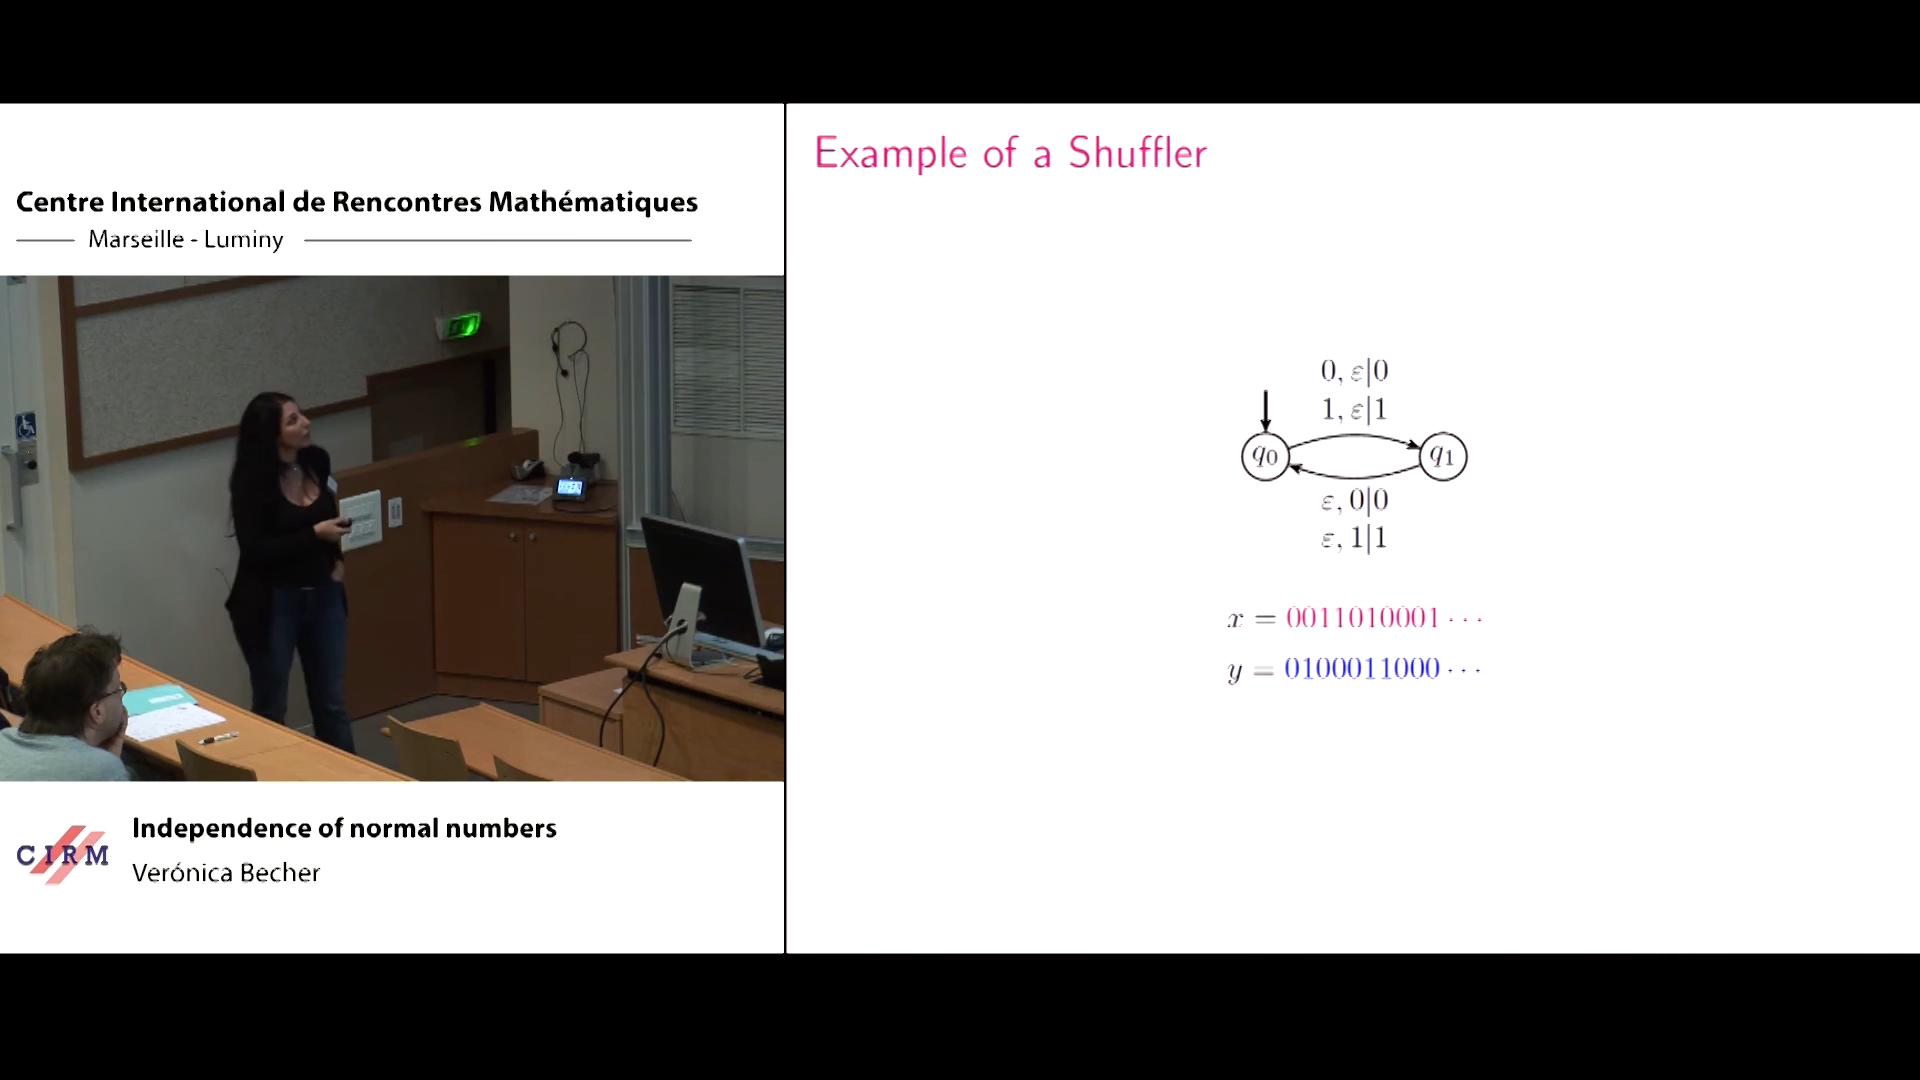 Centre International de Rencontres Mathématiques
Marseille - Luminy
CIRM
Independence of normal numbers
Verónica Becher
Example of a Shuffler
0, ε|0
1, ε|1
q0
q1
ε, 0|0
ε, 1|1
x = 0011010001 · · ·
y = 0100011000 · · ·